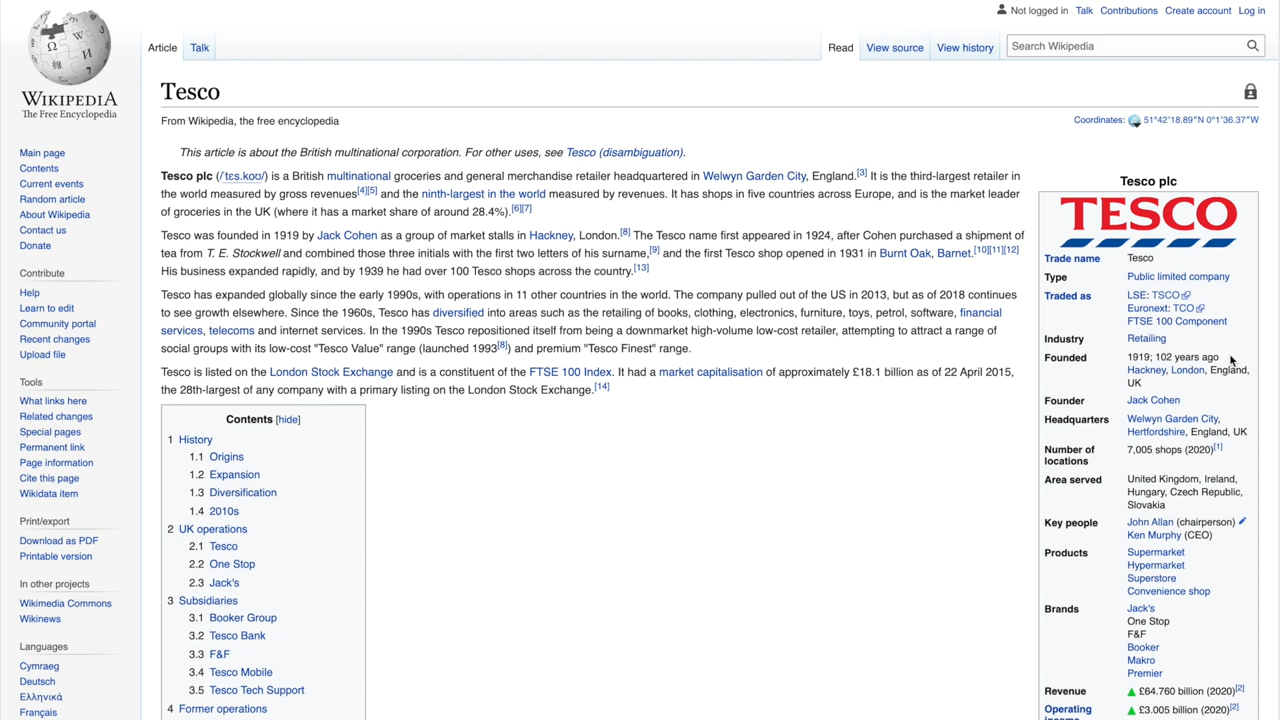 Not logged in Talk Contributions Create account Log in
Article Talk Read View source View history Search Wikipedia
WIKIPEDIA
The Free Encyclopedia
Main page
Contents
Current events
Random article
About Wikipedia
Contact us
Donate
Contribute
Help
Learn to edit
Community portal
Recent changes
Upload file
Tools
What links here
Related changes
Special pages
Permanent link
Page information
Cite this page
Wikidata item
Print/export
Download as PDF
Printable version
In other projects
Wikimedia Commons
Wikinews
Languages
Cymraeg
Deutsch
Ελληνικά
Français
Tesco
From Wikipedia, the free encyclopedia
Coordinates: 51°42′18.89″N 0°1′36.37″W
This article is about the British multinational corporation. For other uses, see Tesco (disambiguation).
Tesco plc (/ˈtɛs.koʊ/) is a British multinational groceries and general merchandise retailer headquartered in Welwyn Garden City, England.[3] It is the third-largest retailer in
the world measured by gross revenues[4][5] and the ninth-largest in the world measured by revenues. It has shops in five countries across Europe, and is the market leader
of groceries in the UK (where it has a market share of around 28.4%).[6][7]
Tesco was founded in 1919 by Jack Cohen as a group of market stalls in Hackney, London.[8] The Tesco name first appeared in 1924, after Cohen purchased a shipment of
tea from T. E. Stockwell and combined those three initials with the first two letters of his surname,[9] and the first Tesco shop opened in 1931 in Burnt Oak, Barnet.[10][11][12]
His business expanded rapidly, and by 1939 he had over 100 Tesco shops across the country.[13]
Tesco has expanded globally since the early 1990s, with operations in 11 other countries in the world. The company pulled out of the US in 2013, but as of 2018 continues
to see growth elsewhere. Since the 1960s, Tesco has diversified into areas such as the retailing of books, clothing, electronics, furniture, toys, petrol, software, financial
services, telecoms and internet services. In the 1990s Tesco repositioned itself from being a downmarket high-volume low-cost retailer, attempting to attract a range of
social groups with its low-cost "Tesco Value" range (launched 1993[8]) and premium "Tesco Finest" range.
Tesco is listed on the London Stock Exchange and is a constituent of the FTSE 100 Index. It had a market capitalisation of approximately £18.1 billion as of 22 April 2015,
the 28th-largest of any company with a primary listing on the London Stock Exchange.[14]
Contents [hide]
1 History
1.1 Origins
1.2 Expansion
1.3 Diversification
1.4 2010s
2 UK operations
2.1 Tesco
2.2 One Stop
2.3 Jack's
3 Subsidiaries
3.1 Booker Group
3.2 Tesco Bank
3.3 F&F
3.4 Tesco Mobile
3.5 Tesco Tech Support
4 Former operations
Tesco plc
TESCO
Trade name Tesco
Type Public limited company
Traded as LSE: TSCO
Euronext: TCO
FTSE 100 Component
Industry Retailing
Founded 1919; 102 years ago
Hackney, London, England,
UK
Founder Jack Cohen
Headquarters Welwyn Garden City,
Hertfordshire, England, UK
Number of 7,005 shops (2020)[1]
locations
Area served United Kingdom, Ireland,
Hungary, Czech Republic,
Slovakia
Key people John Allan (chairperson)
Ken Murphy (CEO)
Products Supermarket
Hypermarket
Superstore
Convenience shop
Brands Jack's
One Stop
F&F
Booker
Makro
Premier
Revenue £64.760 billion (2020)[2]
Operating £3.005 billion (2020)[2]